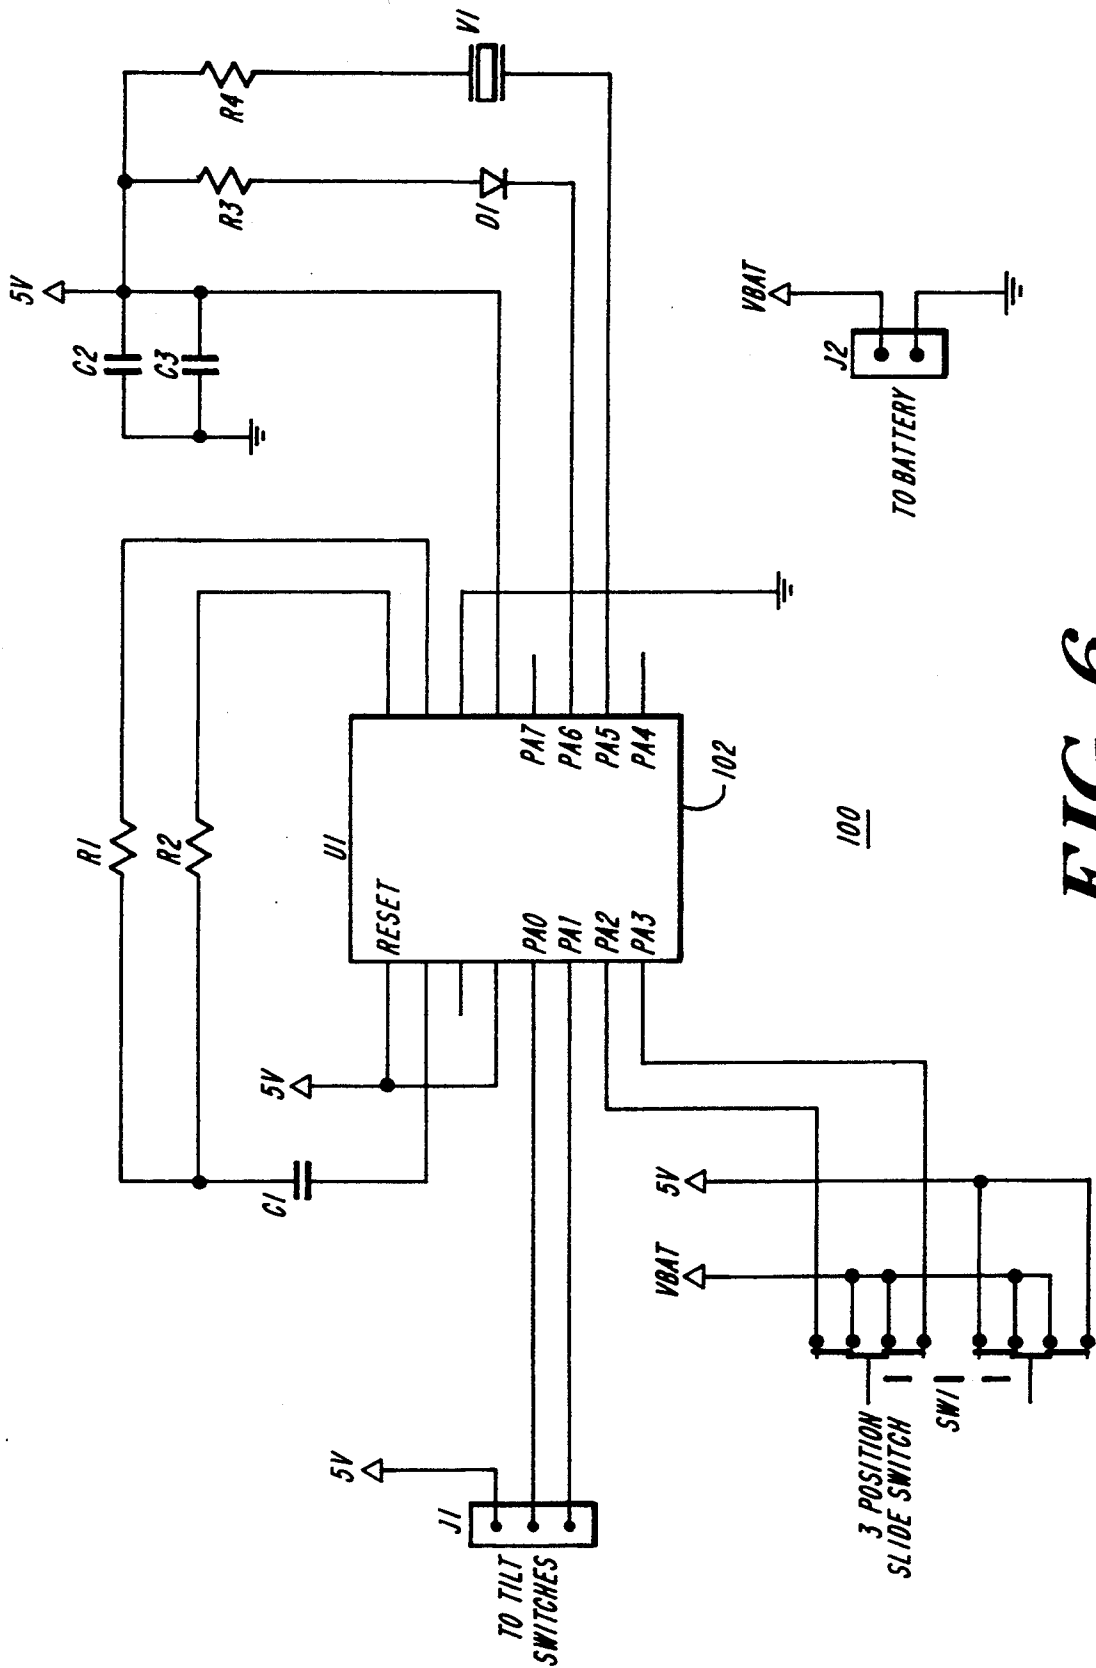 R1
R2
C1
5V
U1
RESET
PA0
PA1
PA2
PA3
PA7
PA6
PA5
PA4
102
5V
C2
C3
R3
R4
D1
V1
5V
J1
TO TILT
SWITCHES
VBAT
5V
3 POSITION
SLIDE SWITCH
SW1
VBAT
J2
TO BATTERY
100
FIG. 6